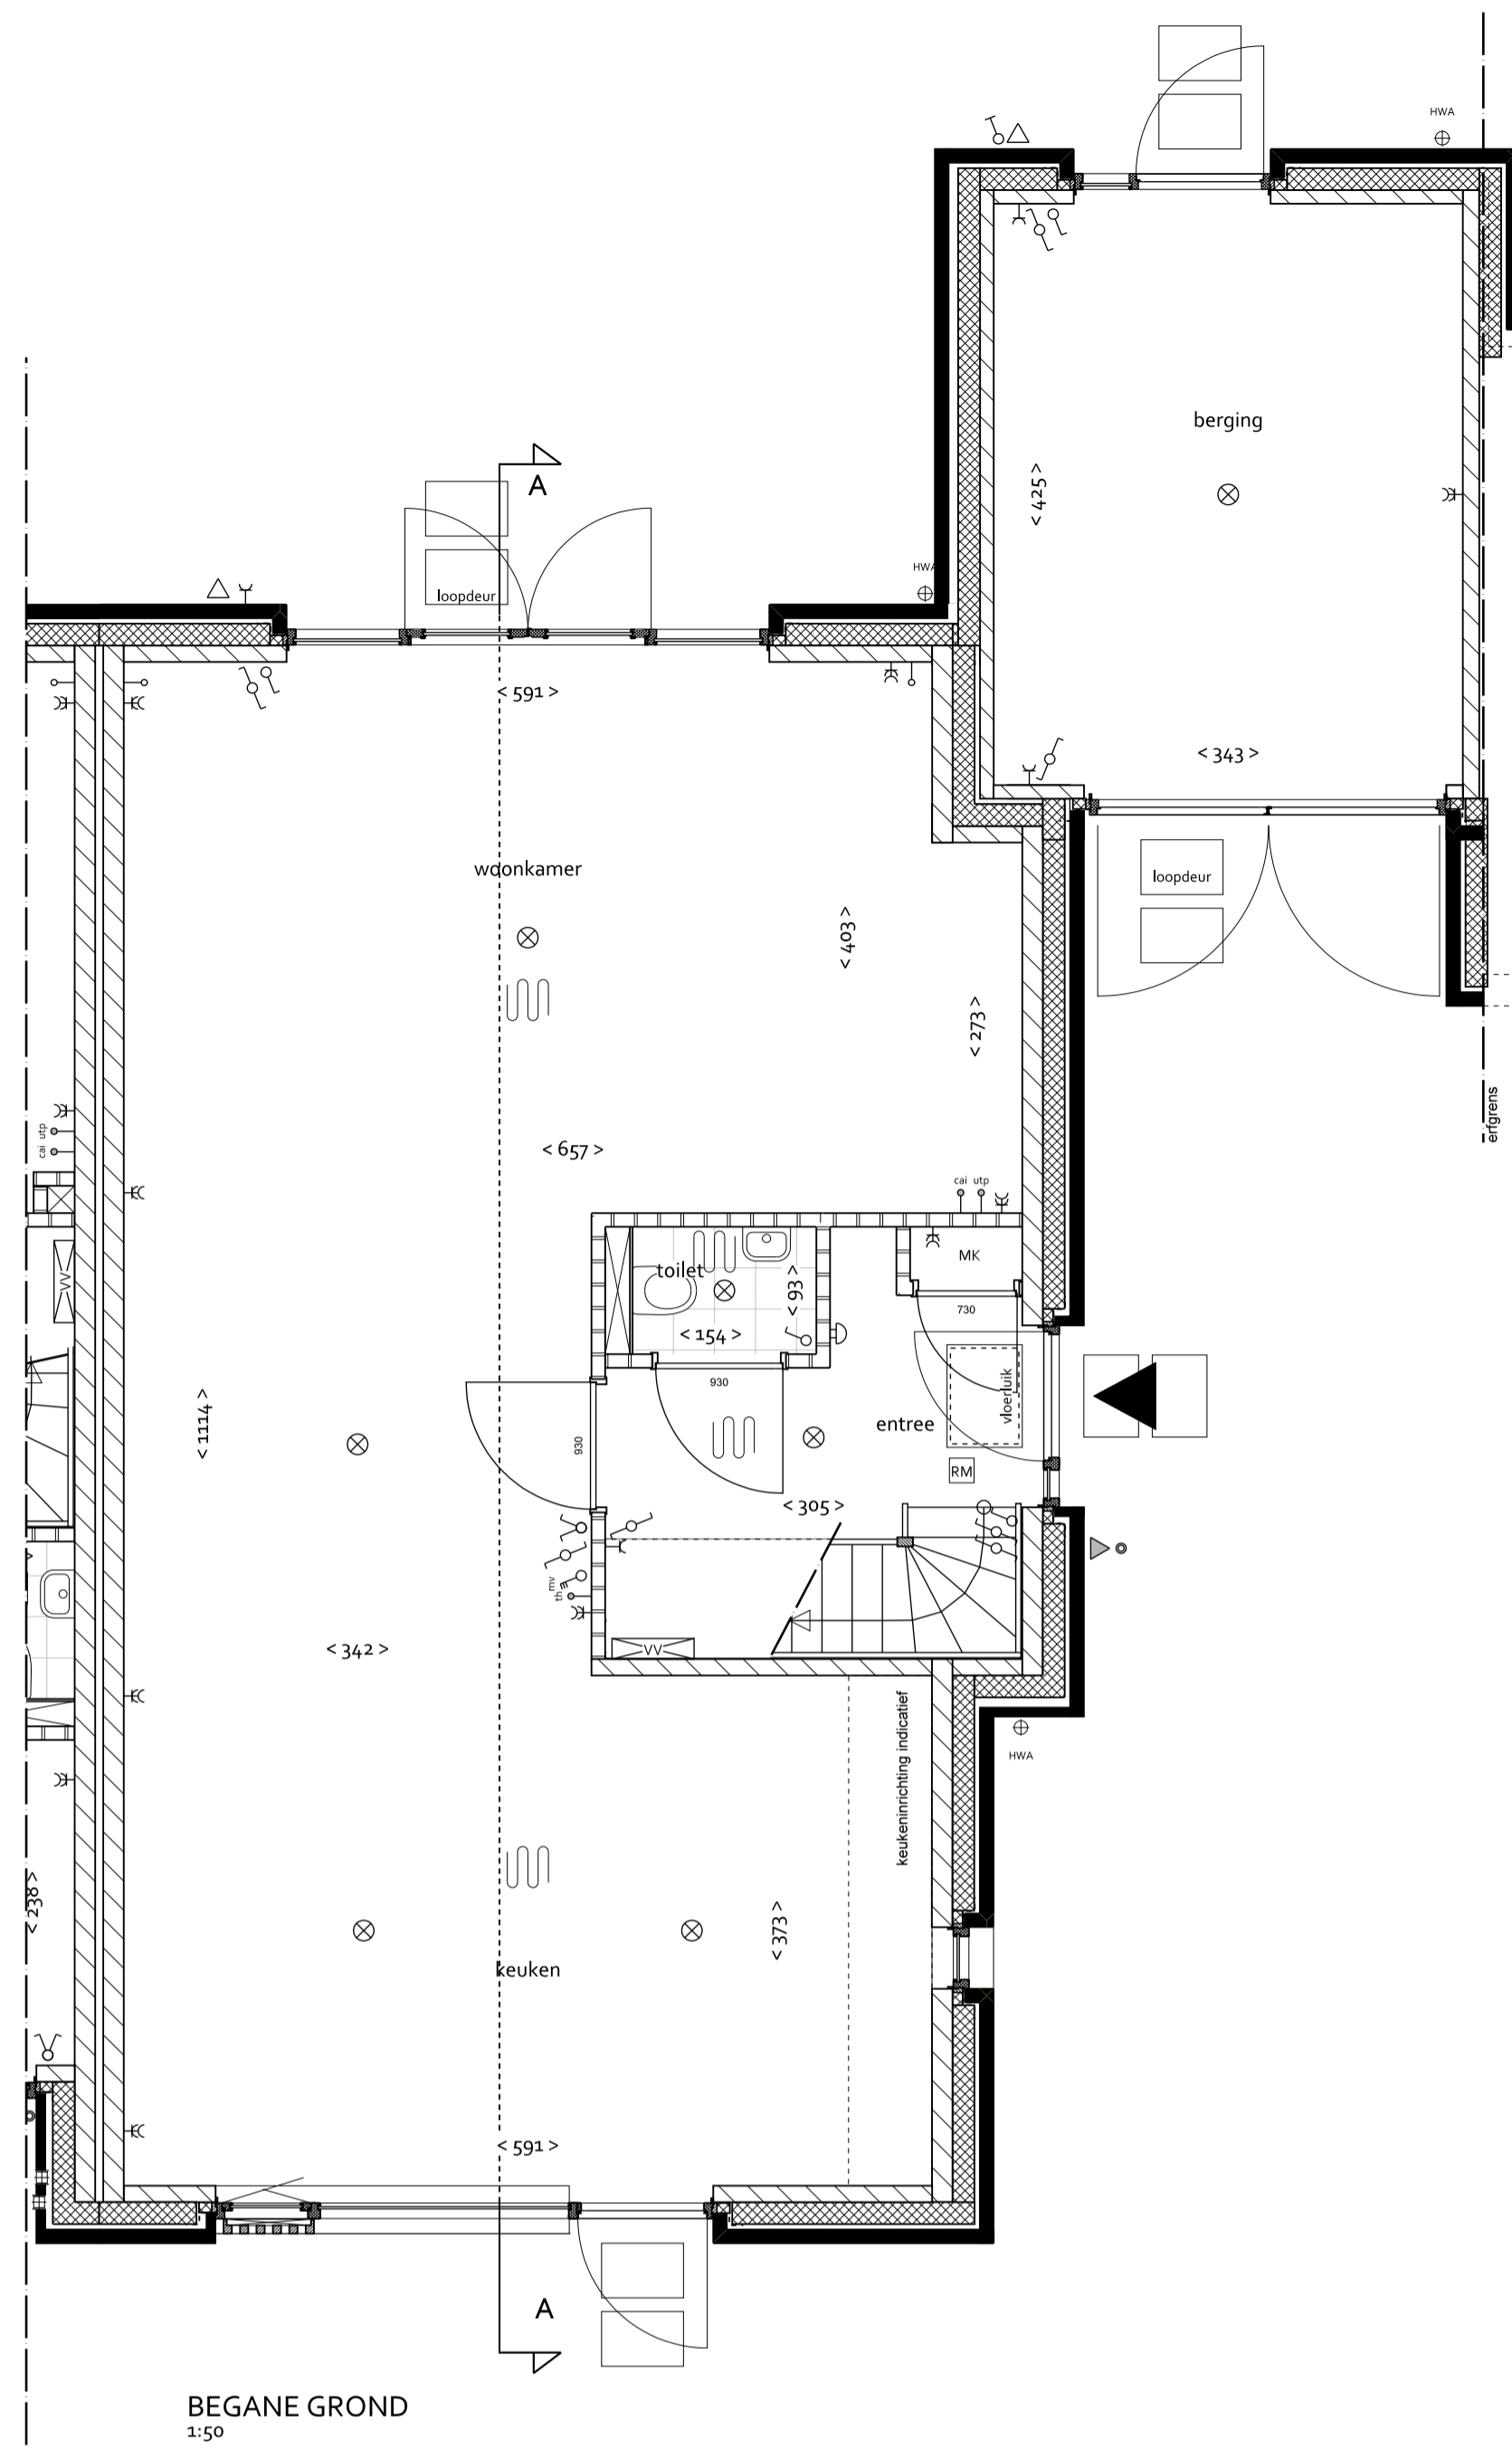 HWA
berging
< 425 >
A
HWA
loopdeur
< 591 >
< 343 >
woonkamer
loopdeur
< 403 >
< 273 >
erfgrens
cai utp
< 657 >
cai utp
MK
toilet
VV
< 93 >
730
< 154 >
930
vloerluik
< 1114 >
entree
930
RM
< 305 >
mv
th
< 342 >
VV
keukeninrichting indicatief
HWA
< 238 >
< 373 >
keuken
< 591 >
A
BEGANE GROND
1:50